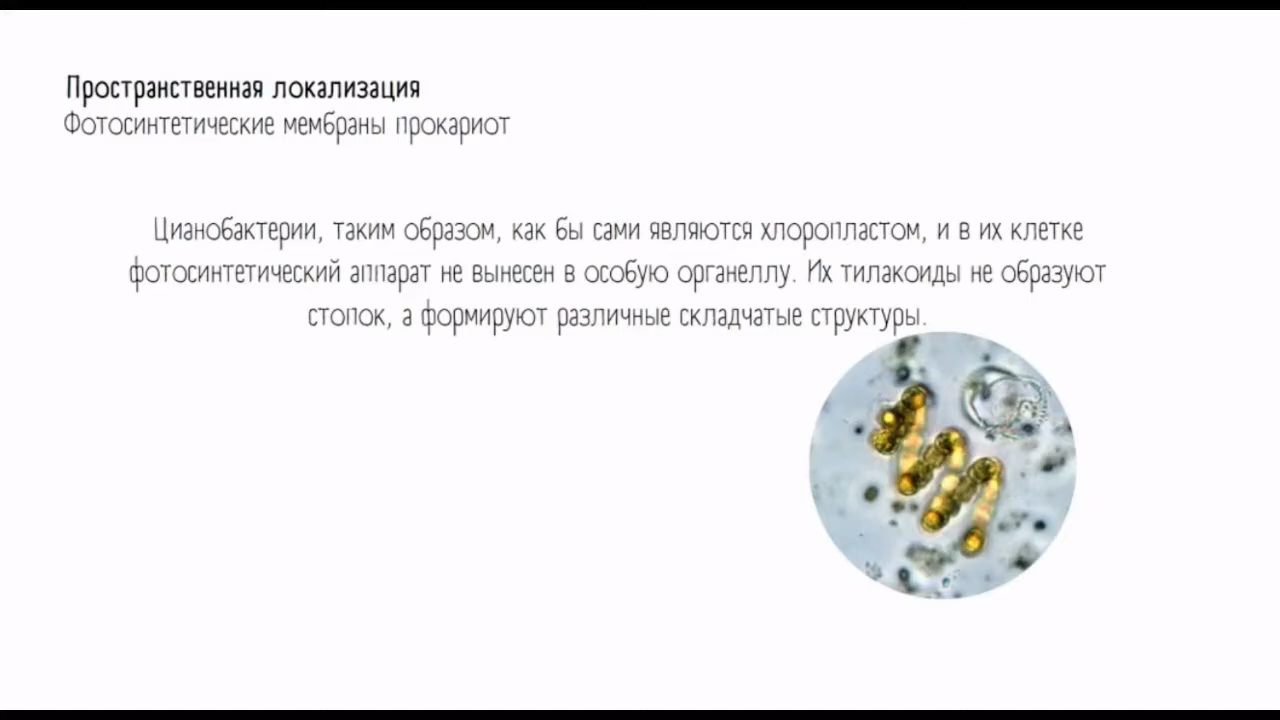 Пространственная локализация
Фотосинтетические мембраны прокариот
Цианобактерии, таким образом, как бы сами являются хлоропластом, и в их клетке
фотосинтетический аппарат не вынесен в особую органеллу. Их тилакоиды не образуют
стопок, а формируют различные складчатые структуры.